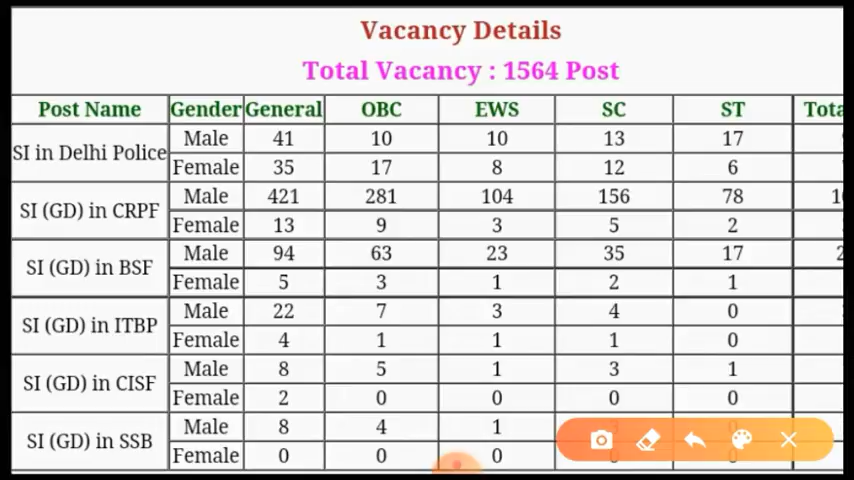 Vacancy Details
Total Vacancy : 1564 Post
Post Name Gender General OBC EWS SC ST
SI in Delhi Police Male 41 10 10 13 17
Female 35 17 8 12 6
SI (GD) in CRPF Male 421 281 104 156 78
Female 13 9 3 5 2
SI (GD) in BSF Male 94 63 23 35 17
Female 5 3 1 2 1
SI (GD) in ITBP Male 22 7 3 4 0
Female 4 1 1 1 0
SI (GD) in CISF Male 8 5 1 3 1
Female 2 0 0 0 0
SI (GD) in SSB Male 8 4 1
Female 0 0 0